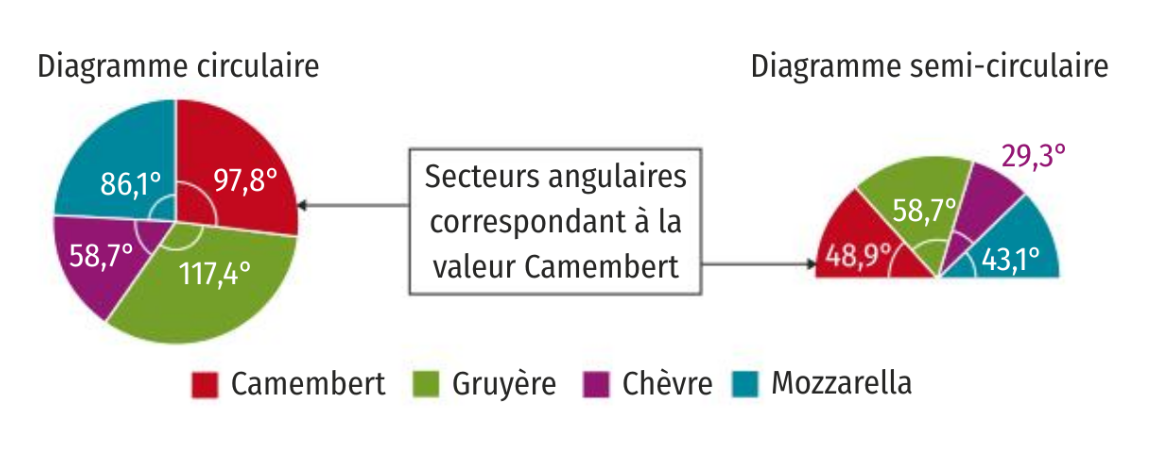 Diagramme circulaire
Diagramme semi-circulaire
86,1°
97,8°
58,7°
117,4°
Secteurs angulaires
correspondant à la
valeur Camembert
29,3°
58,7°
48,9°
43,1°
Camembert Gruyère Chèvre Mozzarella